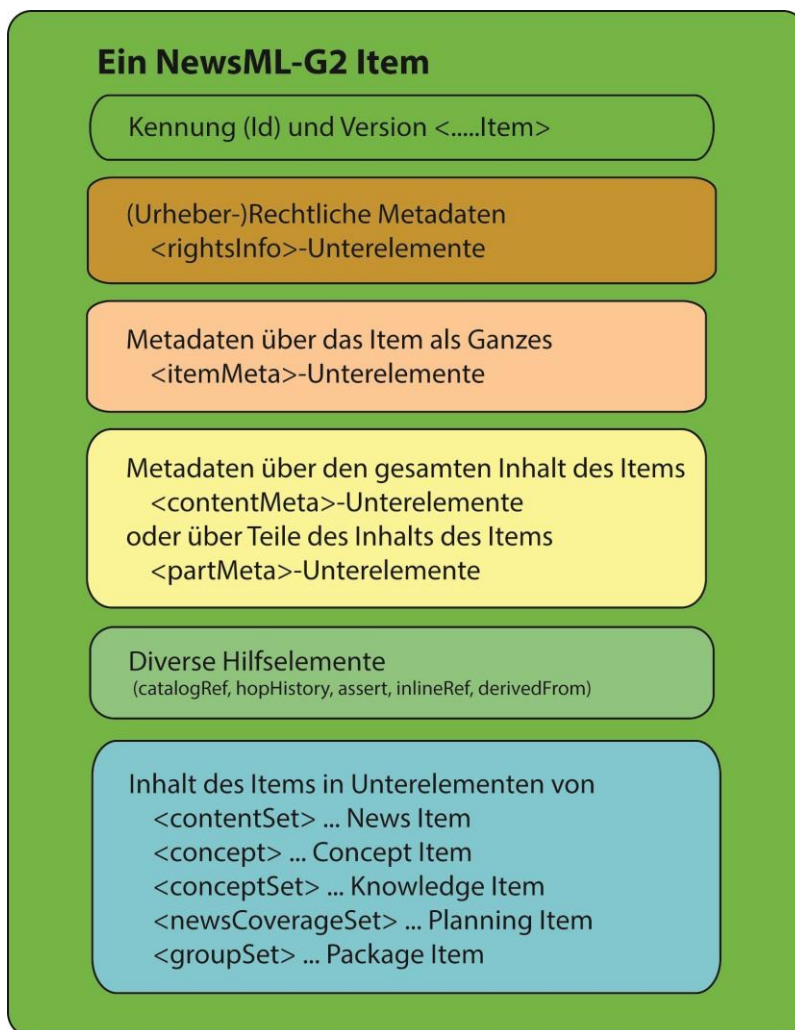 Ein NewsML-G2 Item
Kennung (Id) und Version <.....Item>
(Urheber-)Rechtliche Metadaten
<rightsInfo>-Unterelemente
Metadaten über das Item als Ganzes
<itemMeta>-Unterelemente
Metadaten über den gesamten Inhalt des Items
<contentMeta>-Unterelemente
oder über Teile des Inhalts des Items
<partMeta>-Unterelemente
Diverse Hilfselemente
(catalogRef, hopHistory, assert, inlineRef, derivedFrom)
Inhalt des Items in Unterelementen von
<contentSet> ... News Item
<concept> ... Concept Item
<conceptSet> ... Knowledge Item
<newsCoverageSet> ... Planning Item
<groupSet> ... Package Item